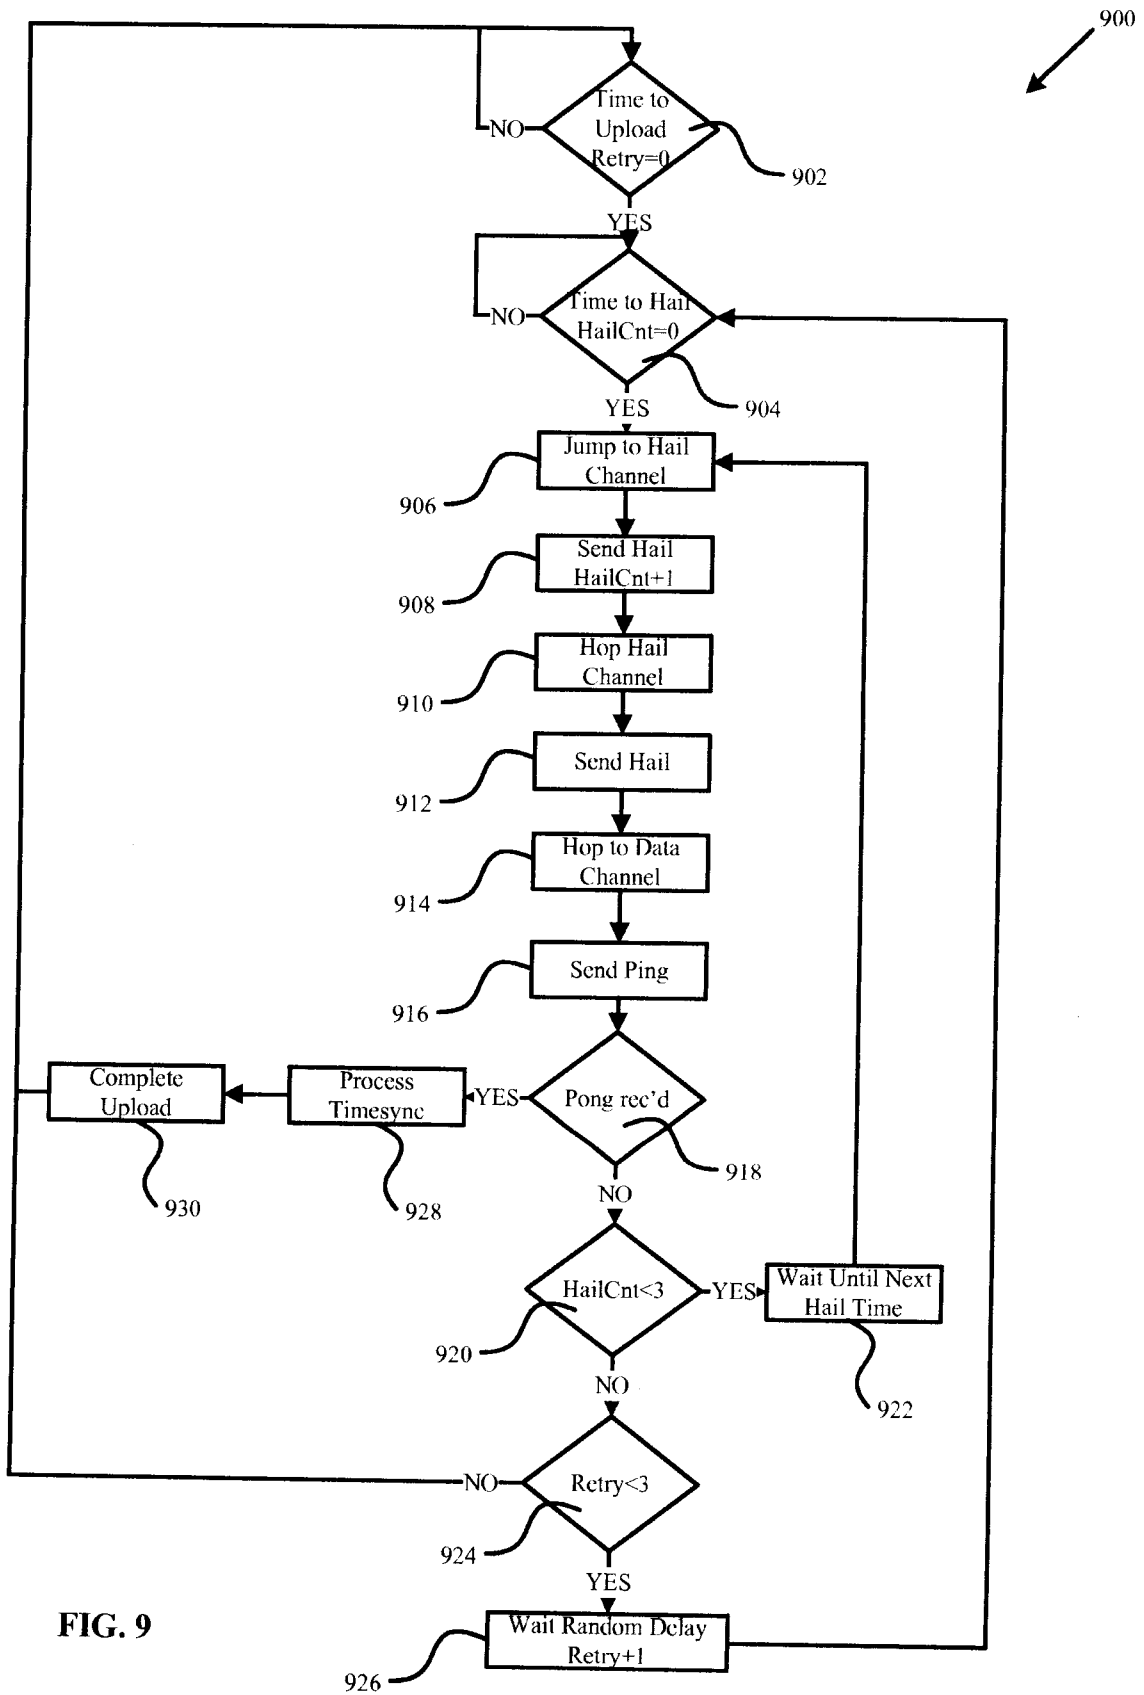 900
Time to
Upload
Retry=0
NO
902
YES
Time to Hail
HailCnt=0
NO
904
YES
Jump to Hail
Channel
906
Send Hail
HailCnt+1
908
Hop Hail
Channel
910
Send Hail
912
Hop to Data
Channel
914
Send Ping
916
Complete
Upload
930
Process
Timesync
928
YES
Pong rec'd
918
NO
HailCnt<3
920
YES
Wait Until Next
Hail Time
922
NO
Retry<3
NO
924
YES
Wait Random Delay
Retry+1
926
FIG. 9